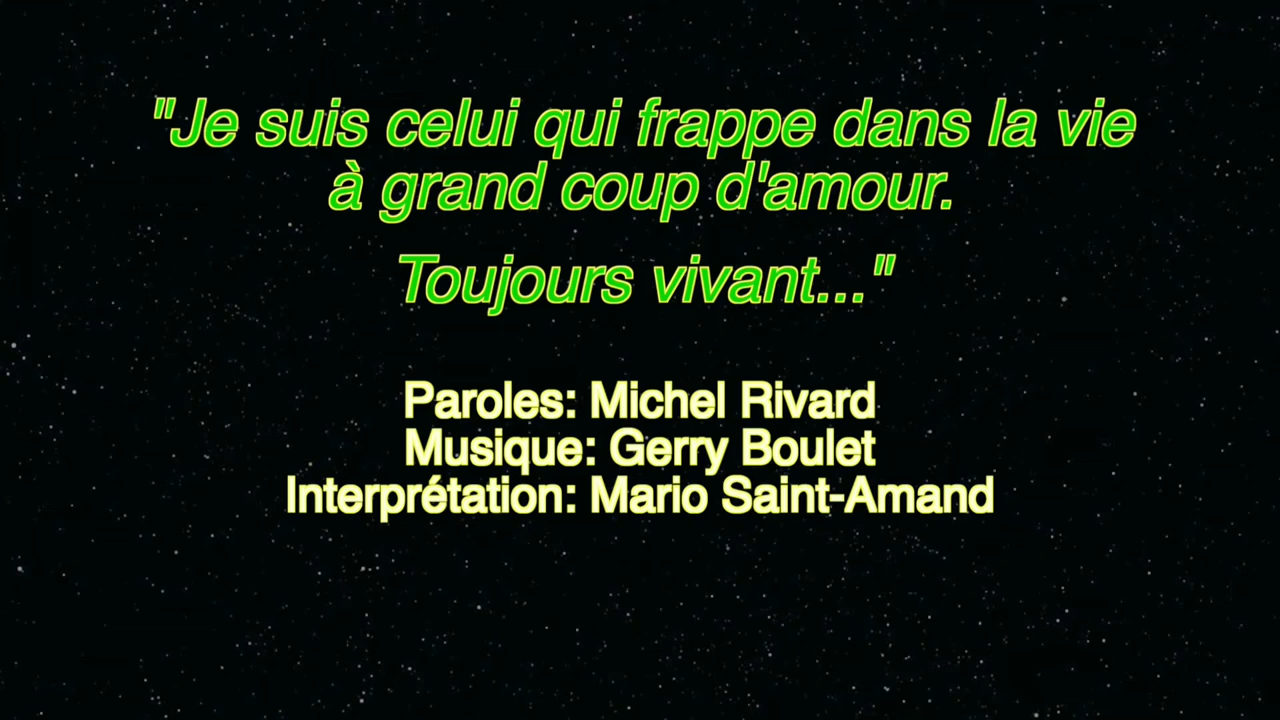 "Je suis celui qui frappe dans la vie
à grand coup d'amour.
Toujours vivant..."
Paroles: Michel Rivard
Musique: Gerry Boulet
Interprétation: Mario Saint-Amand